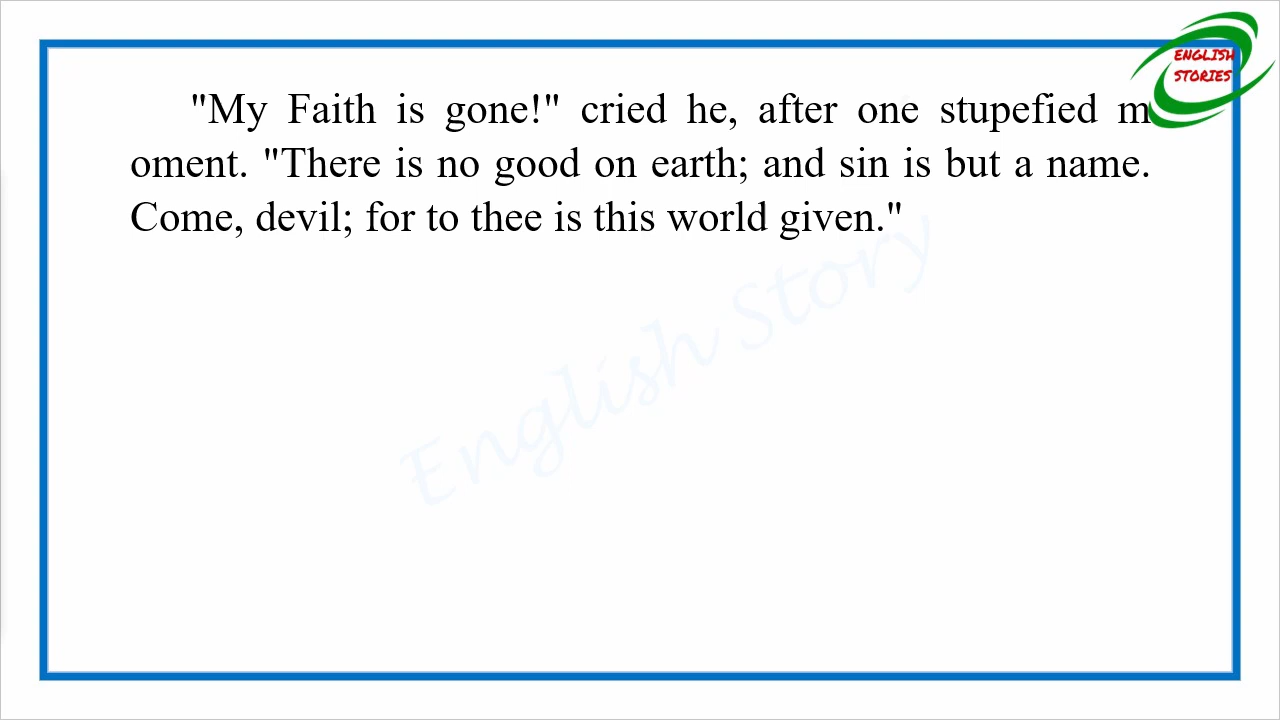 ENGLISH
STORIES
"My Faith is gone!" cried he, after one stupefied m
oment. "There is no good on earth; and sin is but a name.
Come, devil; for to thee is this world given."
English Story